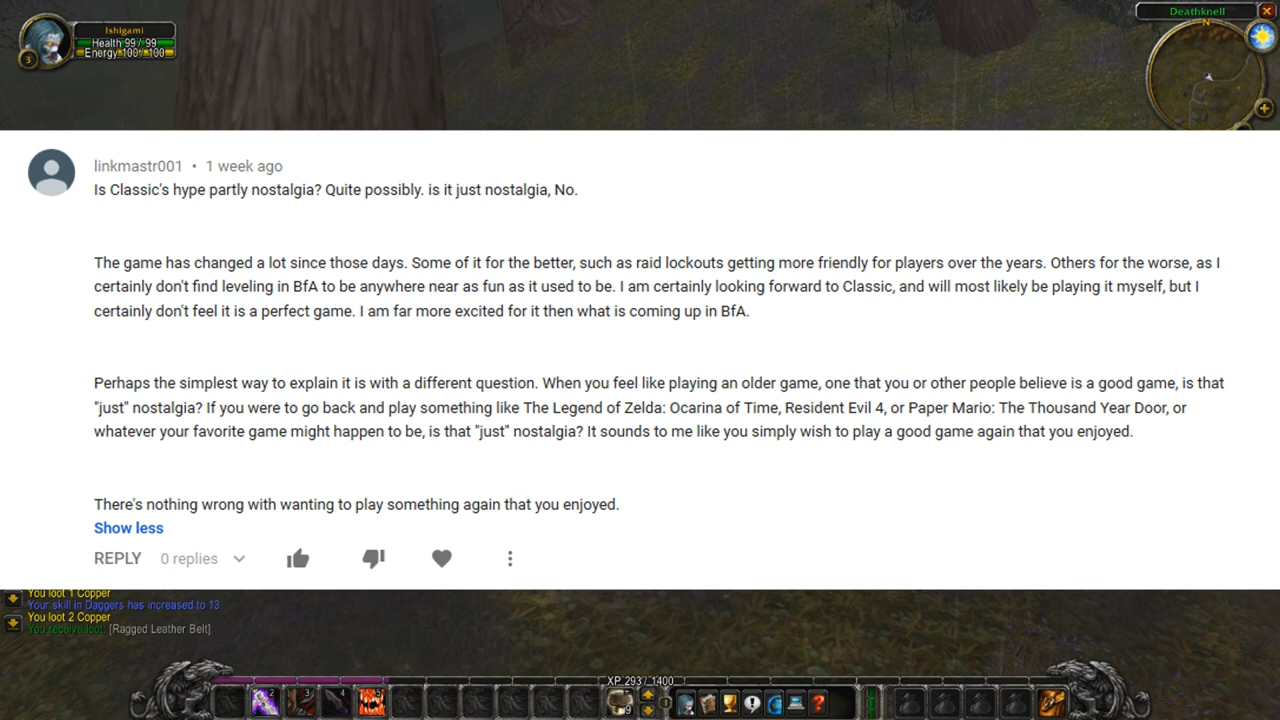 Ishigami
Health 99 / 99
Energy 100 / 100
3
Deathknell
N
linkmastr001 • 1 week ago
Is Classic's hype partly nostalgia? Quite possibly. is it just nostalgia, No.
The game has changed a lot since those days. Some of it for the better, such as raid lockouts getting more friendly for players over the years. Others for the worse, as I
certainly don't find leveling in BfA to be anywhere near as fun as it used to be. I am certainly looking forward to Classic, and will most likely be playing it myself, but I
certainly don't feel it is a perfect game. I am far more excited for it then what is coming up in BfA.
Perhaps the simplest way to explain it is with a different question. When you feel like playing an older game, one that you or other people believe is a good game, is that
"just" nostalgia? If you were to go back and play something like The Legend of Zelda: Ocarina of Time, Resident Evil 4, or Paper Mario: The Thousand Year Door, or
whatever your favorite game might happen to be, is that "just" nostalgia? It sounds to me like you simply wish to play a good game again that you enjoyed.
There's nothing wrong with wanting to play something again that you enjoyed.
Show less
REPLY 0 replies
You loot 1 Copper
Your skill in Daggers has increased to 13.
You loot 2 Copper
You receive loot: [Ragged Leather Belt].
XP 293 / 1400
2 3 4 5 9 1